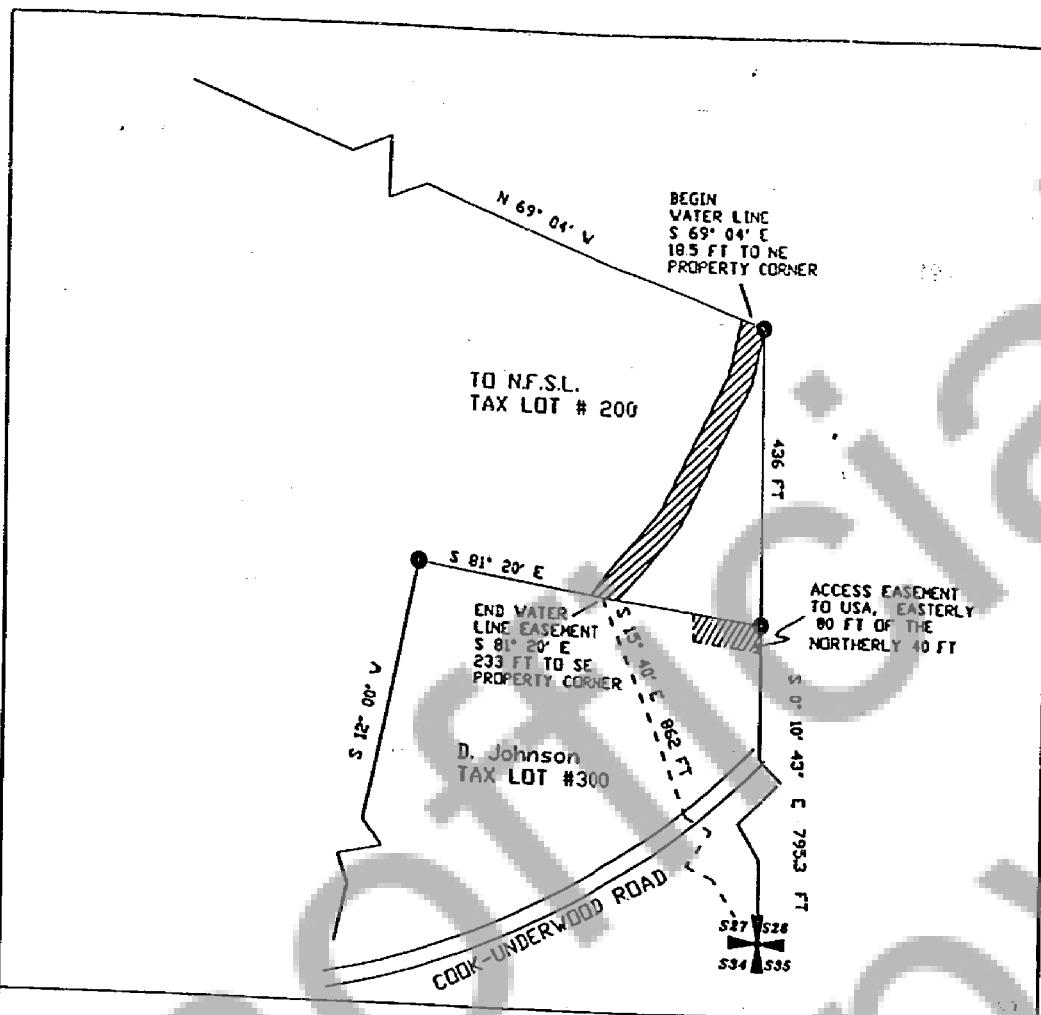 N 69° 04' W
BEGIN
WATER LINE
S 69° 04' E
18.5 FT TO NE
PROPERTY CORNER
TO N.F.S.L.
TAX LOT # 200
436 FT
S 81° 20' E
ACCESS EASEMENT
TO USA, EASTERLY
80 FT OF THE
NORTHERLY 40 FT
END WATER
LINE EASEMENT
S 81° 20' E
233 FT TO SE
PROPERTY CORNER
S 15° 40' E 862 FT
S 12° 00' W
S 0° 10' 43" E 795.3 FT
D. Johnson
TAX LOT #300
COOK-UNDERWOOD ROAD
S27 S26
S34 S35